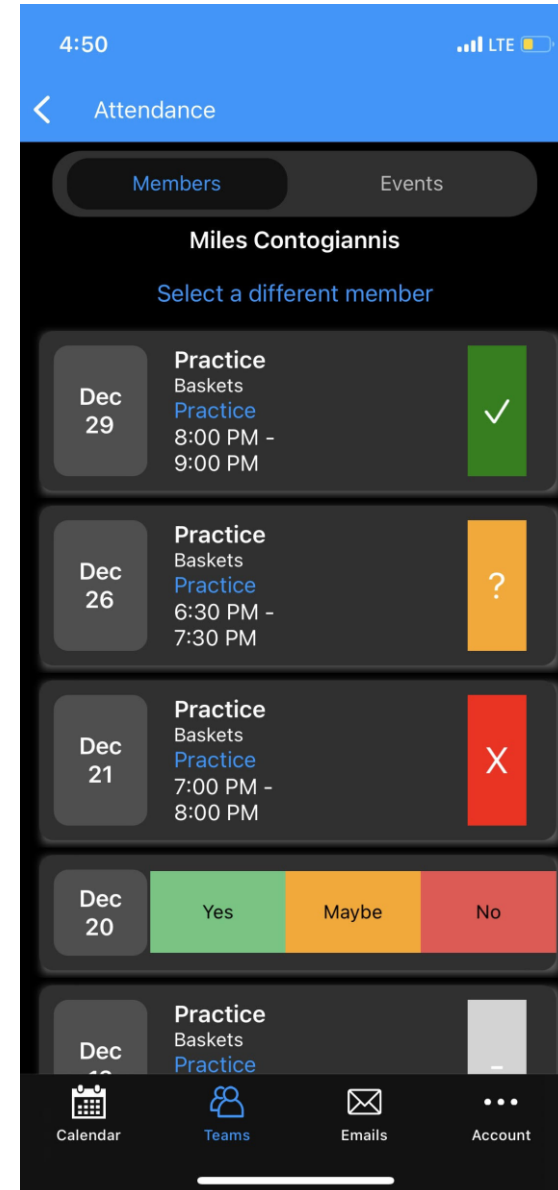 4:50
LTE
Attendance
Members
Events
Miles Contogiannis
Select a different member
Dec
29
Practice
Baskets
Practice
8:00 PM –
9:00 PM
Dec
26
Practice
Baskets
Practice
6:30 PM –
7:30 PM
?
Dec
21
Practice
Baskets
Practice
7:00 PM –
8:00 PM
X
Dec
20
Yes
Maybe
No
Dec
Practice
Baskets
Practice
-
Calendar
Teams
Emails
Account